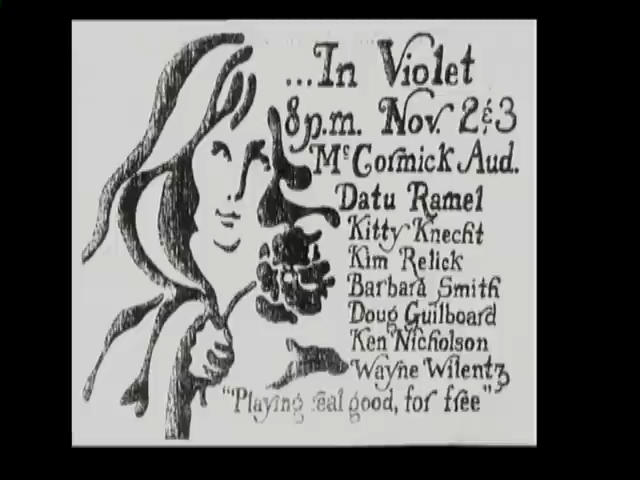 ...In Violet
8p.m. Nov. 2&3
McCormick Aud.
Datu Ramel
Kitty Knecht
Kim Relick
Barbara Smith
Doug Guilboard
Ken Nicholson
Wayne Wilentz
"Playing real good, for free"